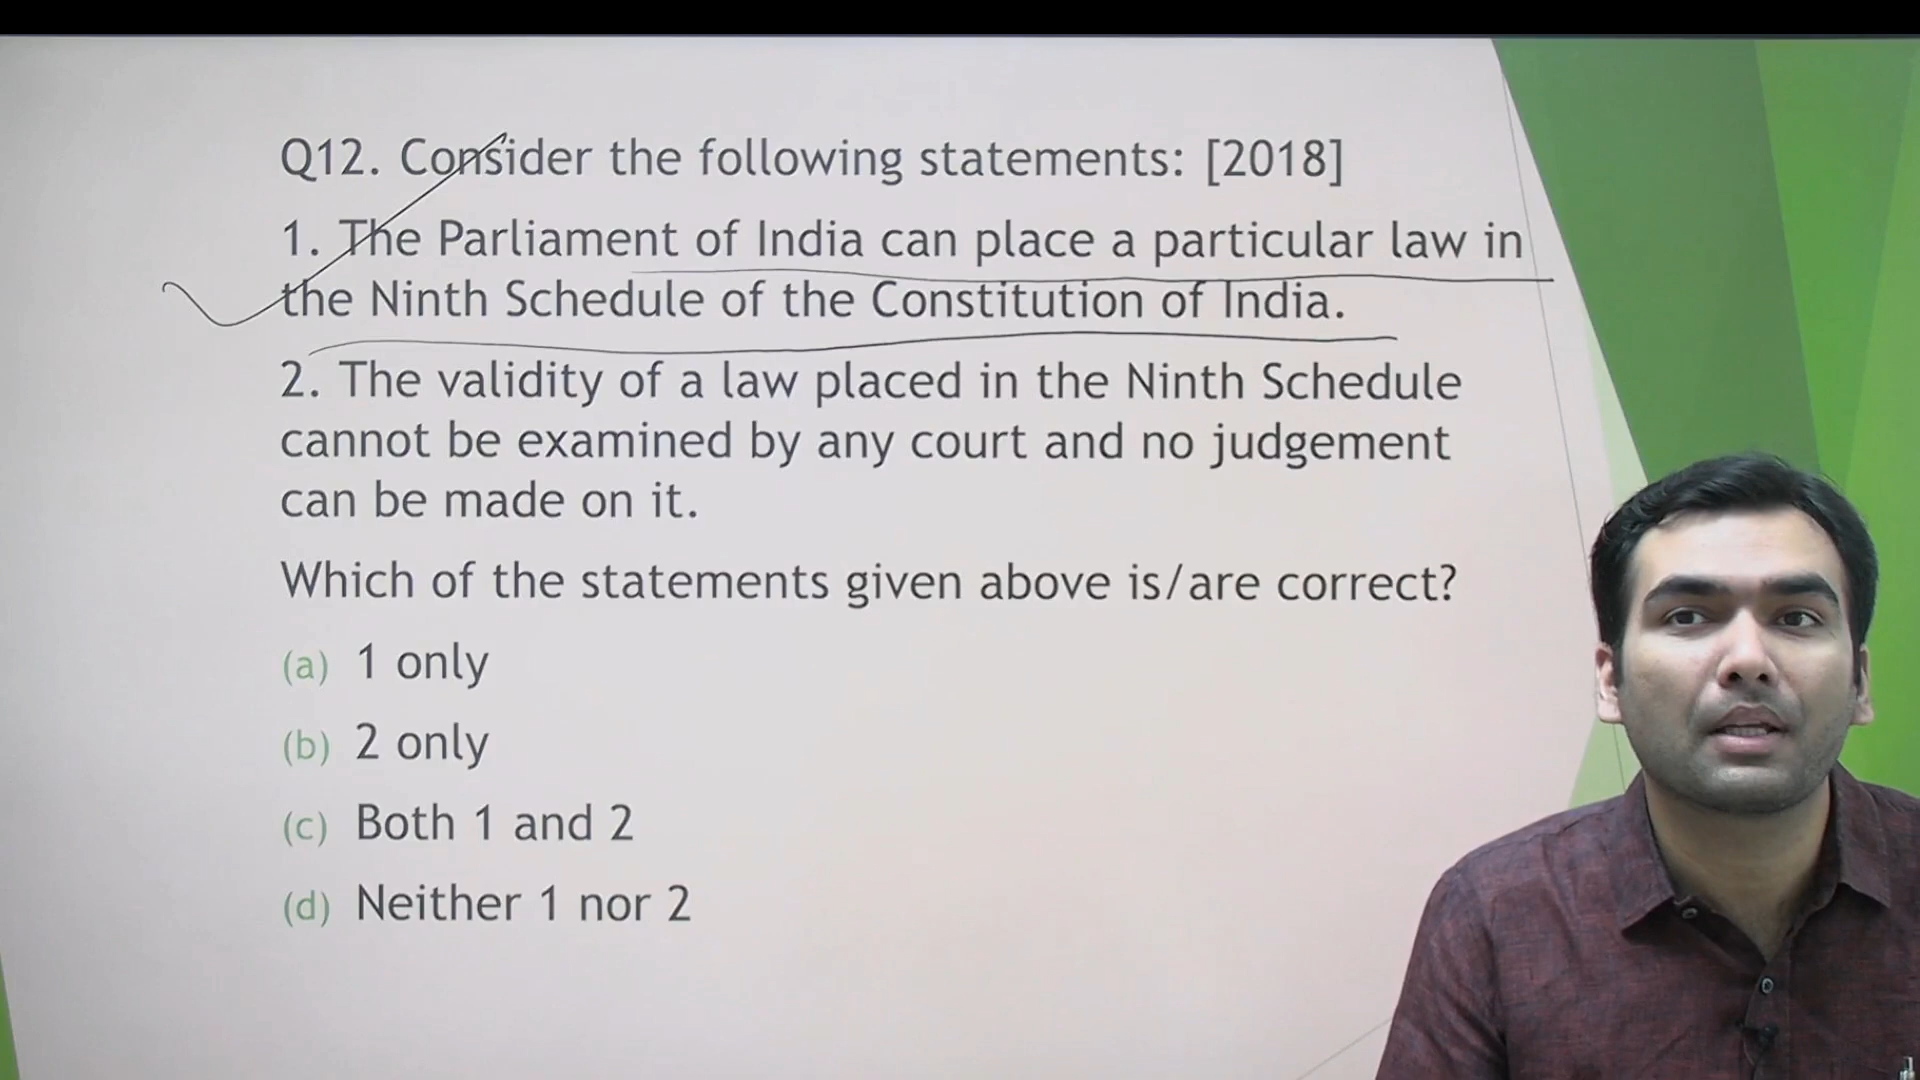 Q12. Consider the following statements: [2018]
1. The Parliament of India can place a particular law in
the Ninth Schedule of the Constitution of India.
2. The validity of a law placed in the Ninth Schedule
cannot be examined by any court and no judgement
can be made on it.
Which of the statements given above is/are correct?
(a) 1 only
(b) 2 only
(c) Both 1 and 2
(d) Neither 1 nor 2